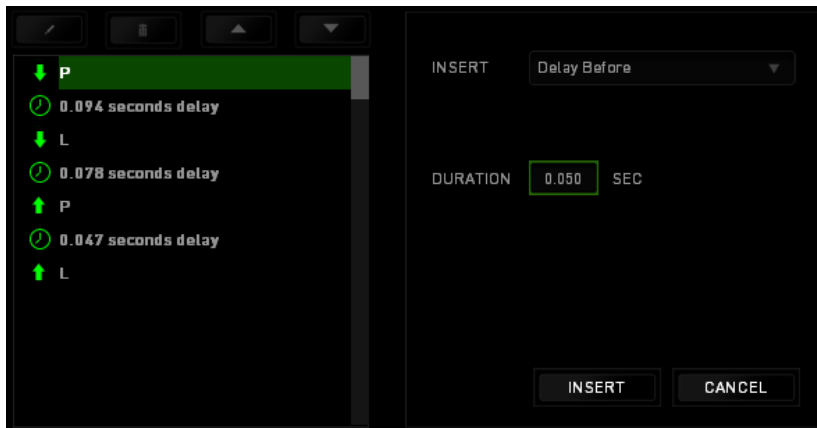 P
0.094 seconds delay
L
0.078 seconds delay
P
0.047 seconds delay
L
INSERT Delay Before
DURATION 0.050 SEC
INSERT CANCEL